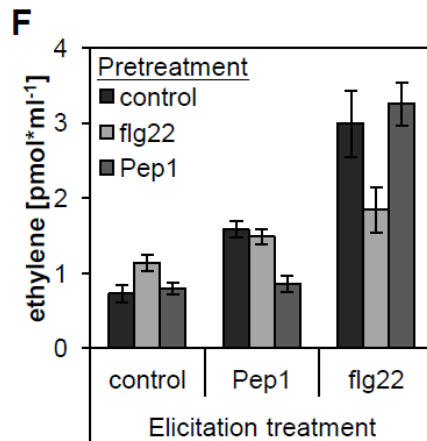 F
ethylene [pmol*ml⁻¹]
4
3
2
1
0
Pretreatment
control
flg22
Pep1
control
Pep1
flg22
Elicitation treatment